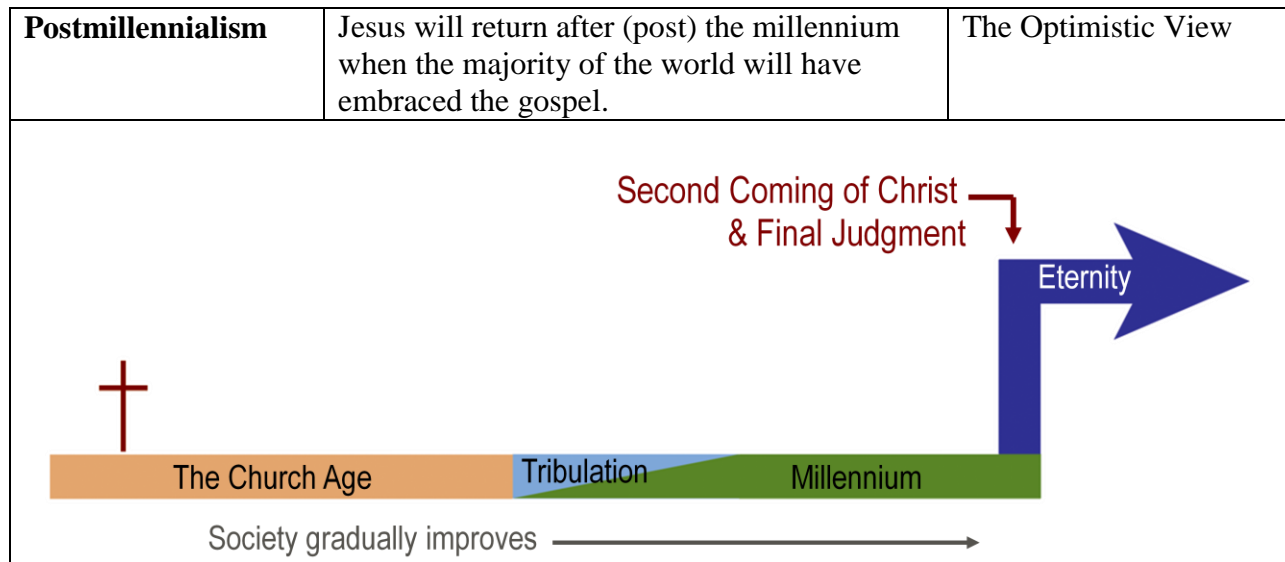 Postmillennialism
Jesus will return after (post) the millennium
when the majority of the world will have
embraced the gospel.
The Optimistic View
Second Coming of Christ
& Final Judgment
Eternity
The Church Age
Tribulation
Millennium
Society gradually improves